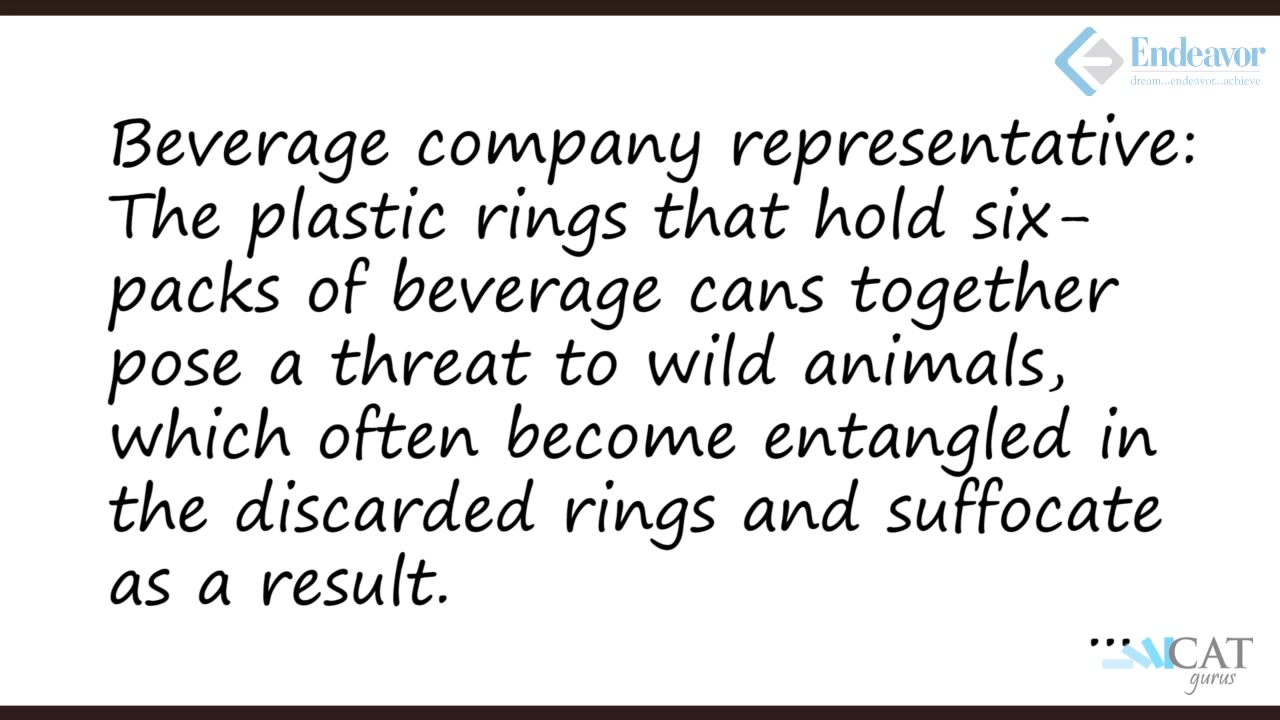 Endeavor
dream...endeavor...achieve
Beverage company representative:
The plastic rings that hold six-
packs of beverage cans together
pose a threat to wild animals,
which often become entangled in
the discarded rings and suffocate
as a result.
...
CAT
gurus